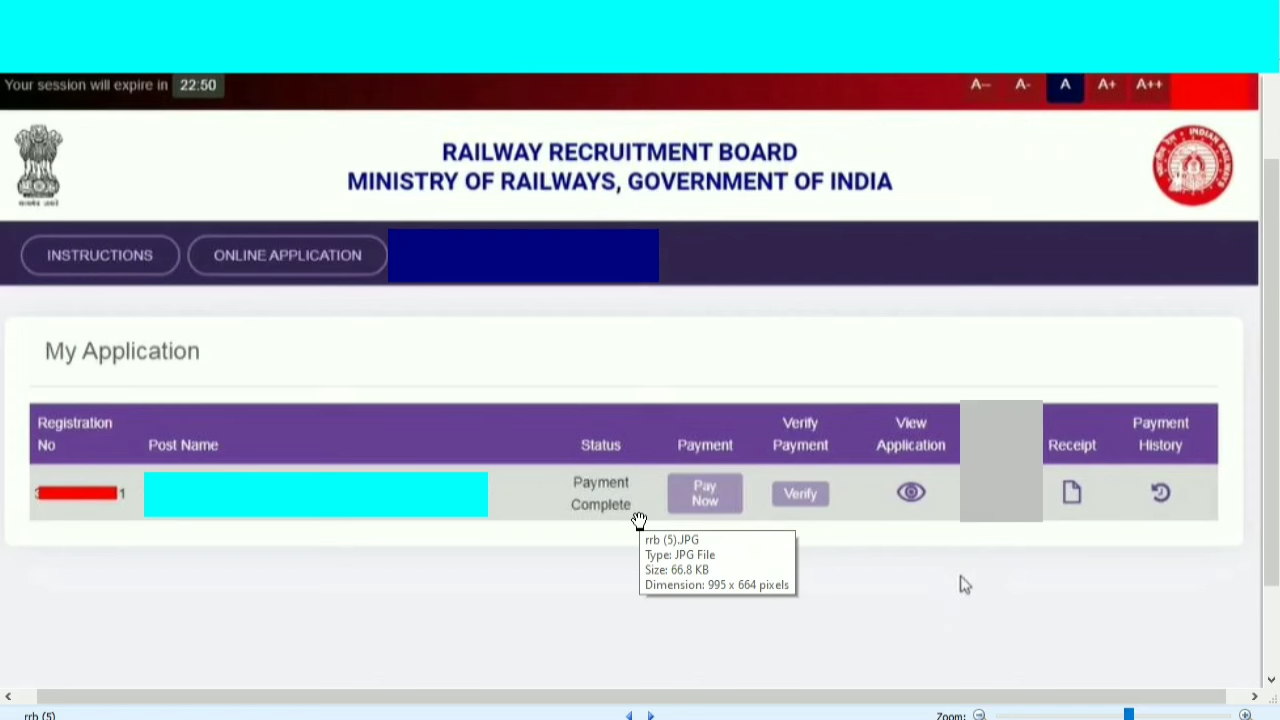 Your session will expire in 22:50
A-- A- A A+ A++
RAILWAY RECRUITMENT BOARD
MINISTRY OF RAILWAYS, GOVERNMENT OF INDIA
INDIAN RAILWAYS
INSTRUCTIONS ONLINE APPLICATION
My Application
Registration No Post Name Status Payment Verify Payment View Application Receipt Payment History
1 Payment Complete Pay Now Verify
rrb (5).JPG
Type: JPG File
Size: 66.8 KB
Dimension: 995 x 664 pixels
rrb (5) Zoom: